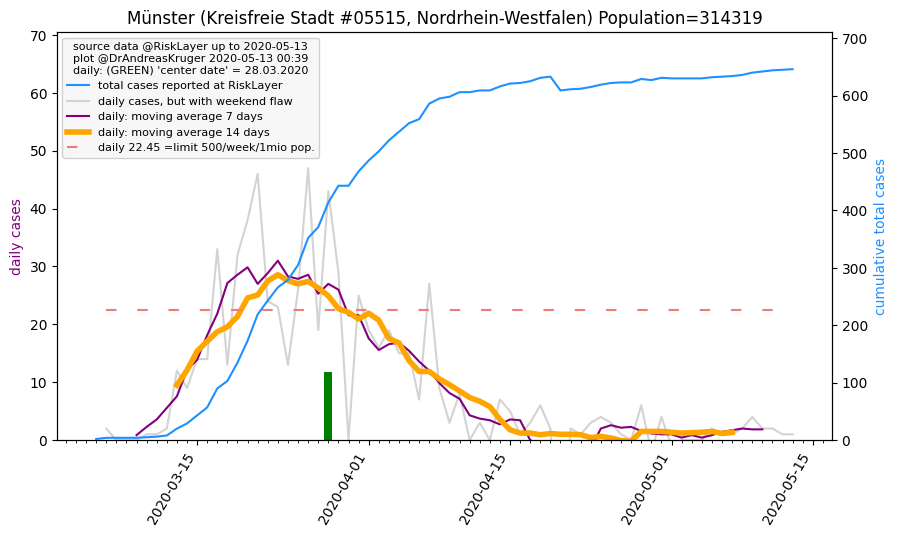 Münster (Kreisfreie Stadt #05515, Nordrhein-Westfalen) Population=314319
source data @RiskLayer up to 2020-05-13
plot @DrAndreasKruger 2020-05-13 00:39
daily: (GREEN) 'center date' = 28.03.2020
total cases reported at RiskLayer
daily cases, but with weekend flaw
daily: moving average 7 days
daily: moving average 14 days
daily 22.45 =limit 500/week/1mio pop.
daily cases
70
60
50
40
30
20
10
0
700
600
500
400
300
200
100
0
cumulative total cases
2020-03-15
2020-04-01
2020-04-15
2020-05-01
2020-05-15